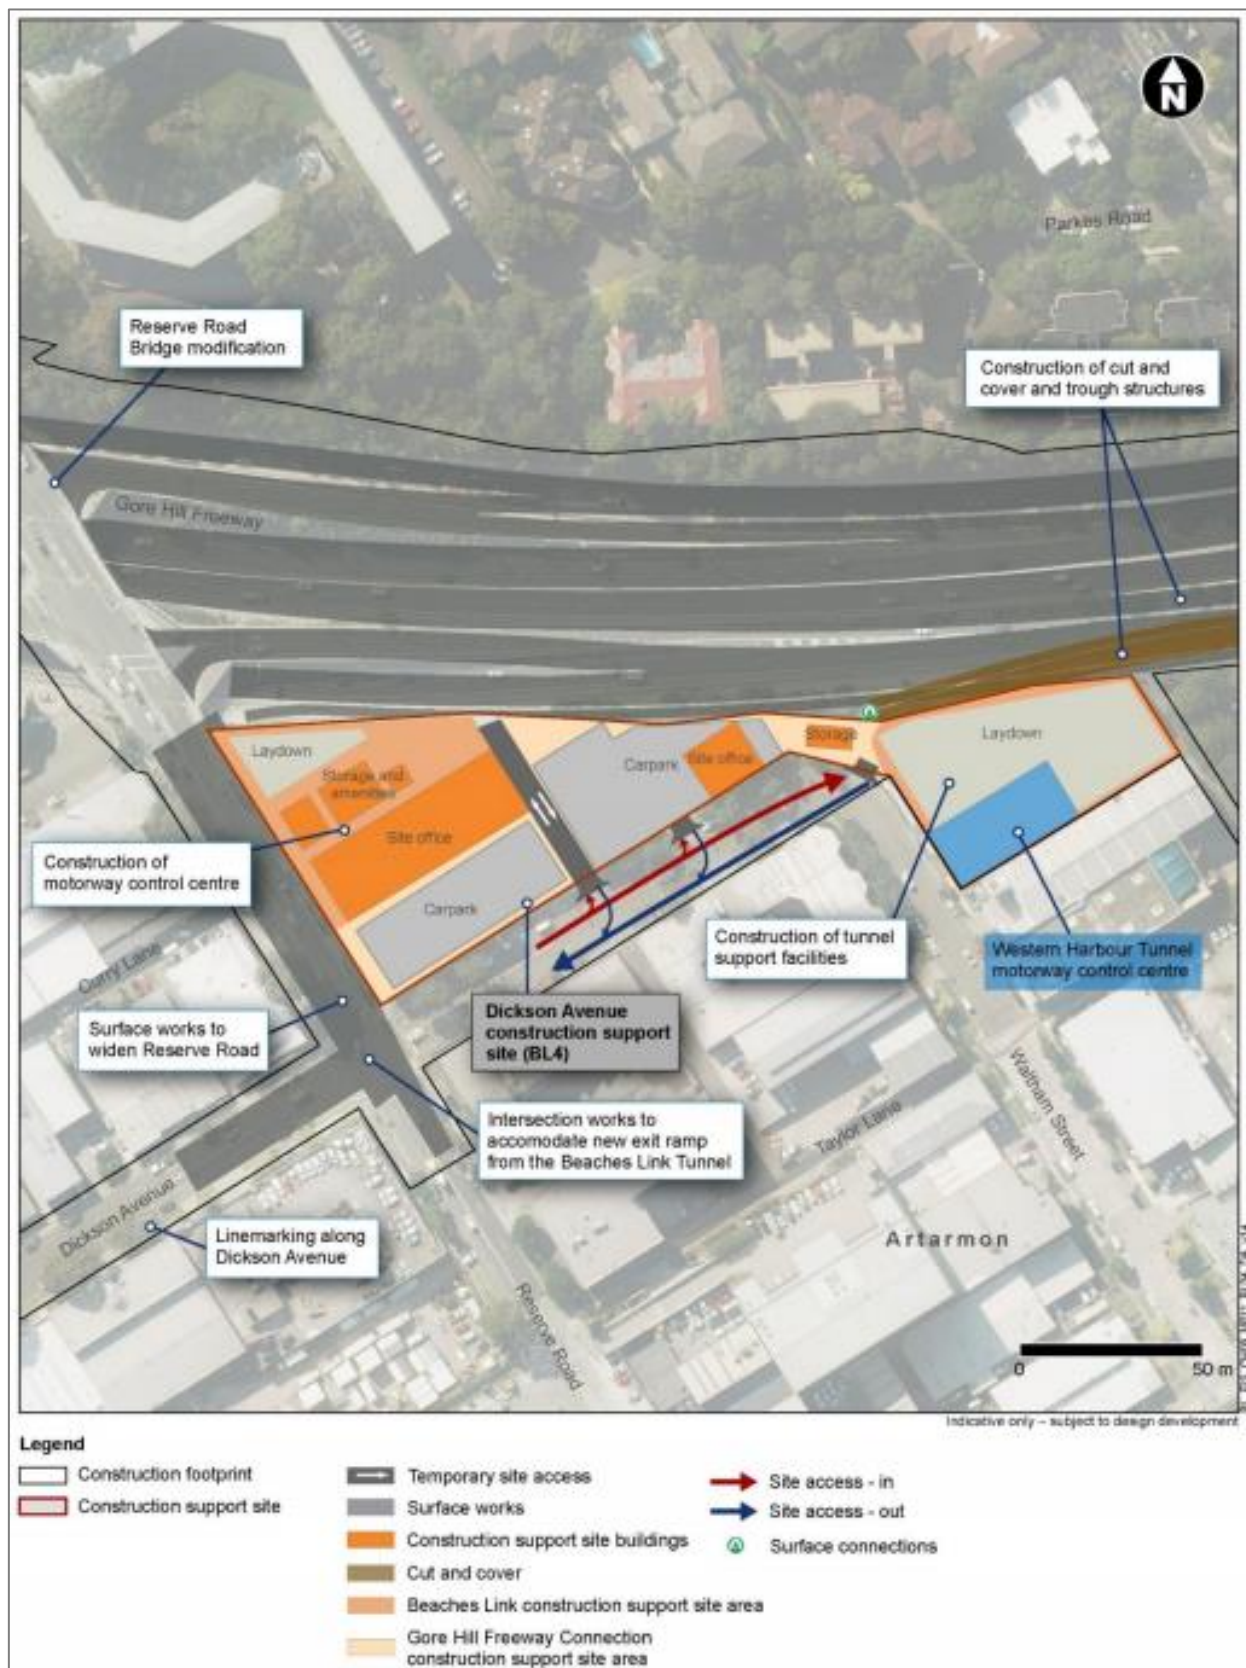 N
Parkes Road
Reserve Road
Bridge modification
Construction of cut and
cover and trough structures
Gore Hill Freeway
Laydown
Storage and
amenities
Site office
Carpark
Carpark
Site office
Storage
Laydown
Construction of
motorway control centre
Curry Lane
Surface works to
widen Reserve Road
Dickson Avenue
construction support
site (BL4)
Construction of tunnel
support facilities
Western Harbour Tunnel
motorway control centre
Intersection works to
accomodate new exit ramp
from the Beaches Link Tunnel
Waltham Street
Taylor Lane
Dickson Avenue
Linemarking along
Dickson Avenue
Artarmon
Reserve Road
0 50 m
Indicative only – subject to design development
Legend
Construction footprint
Construction support site
Temporary site access
Surface works
Construction support site buildings
Cut and cover
Beaches Link construction support site area
Gore Hill Freeway Connection
construction support site area
Site access - in
Site access - out
Surface connections